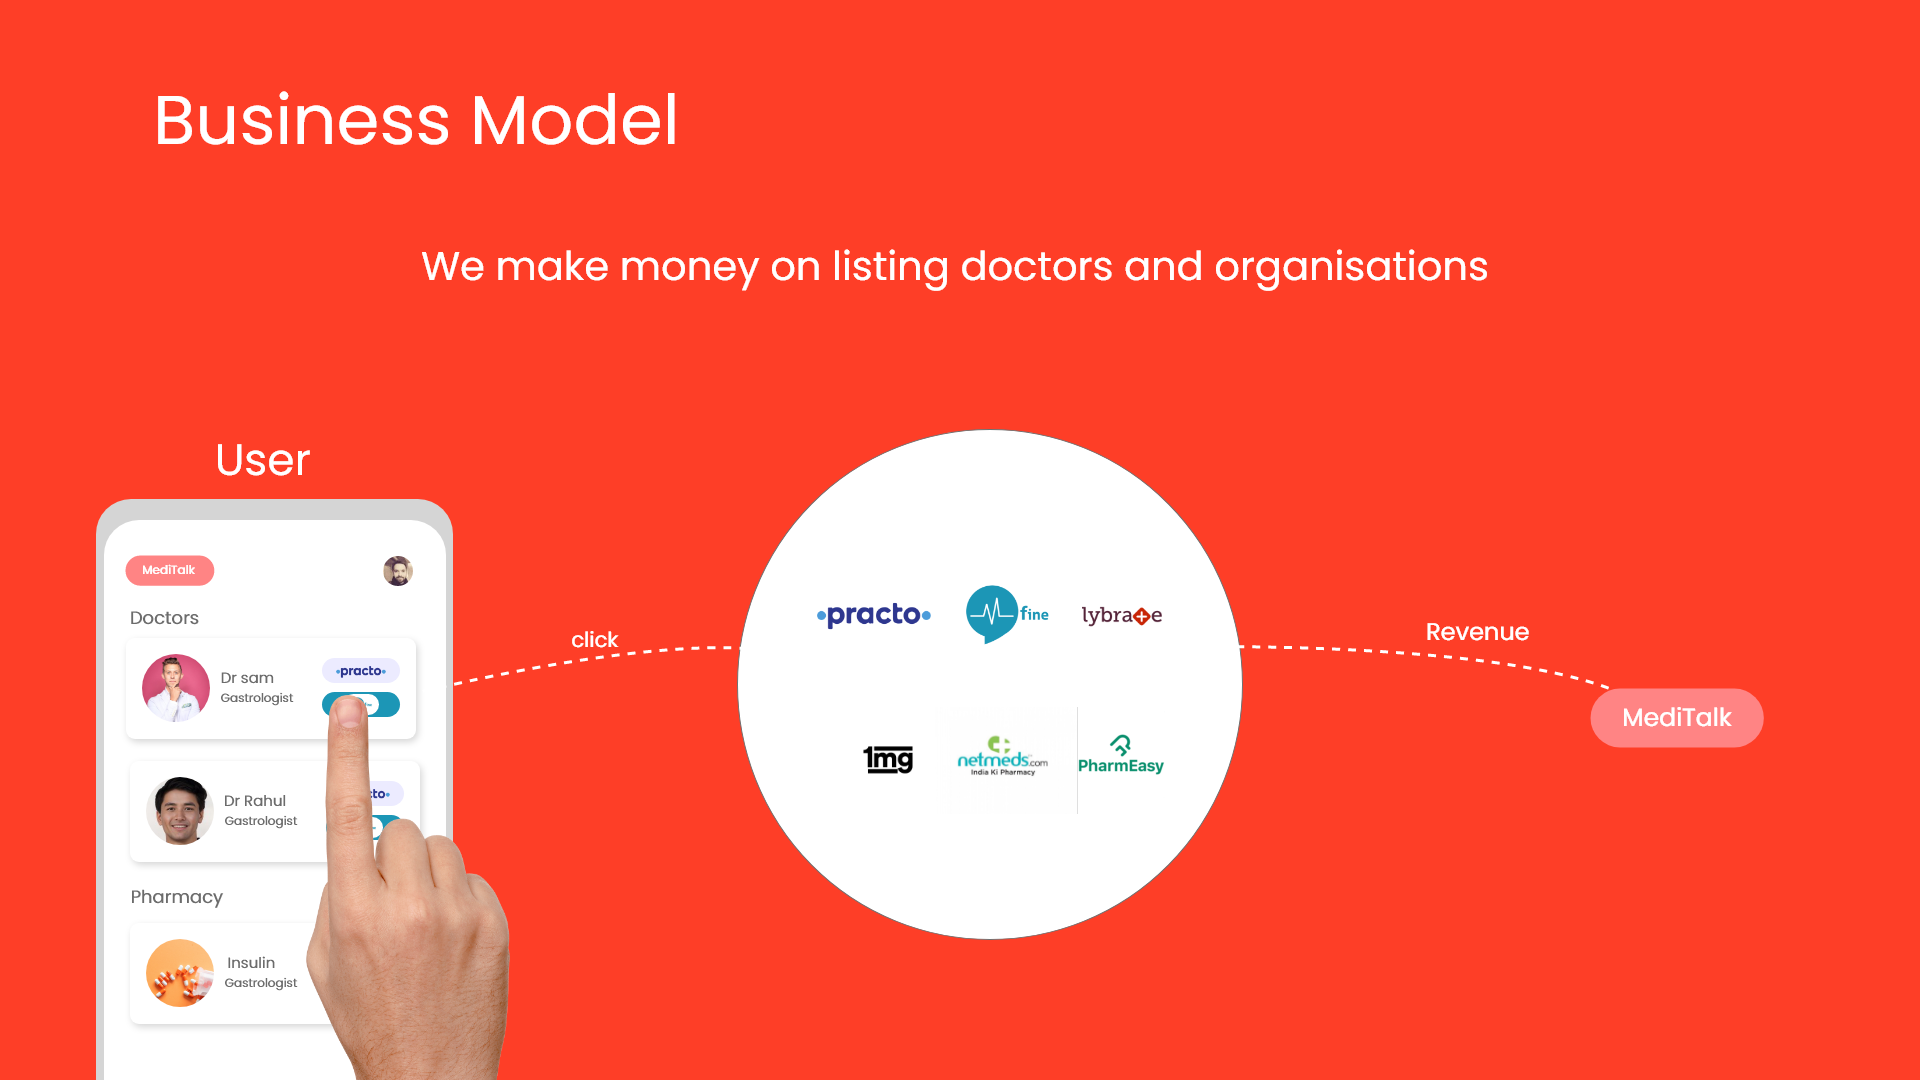 Business Model
We make money on listing doctors and organisations
User
MediTalk
Doctors
Dr sam
Gastrologist
practo
Dr Rahul
Gastrologist
cto
Pharmacy
Insulin
Gastrologist
click
practo
fine
lybrate
1mg
netmeds.com
India Ki Pharmacy
PharmEasy
Revenue
MediTalk